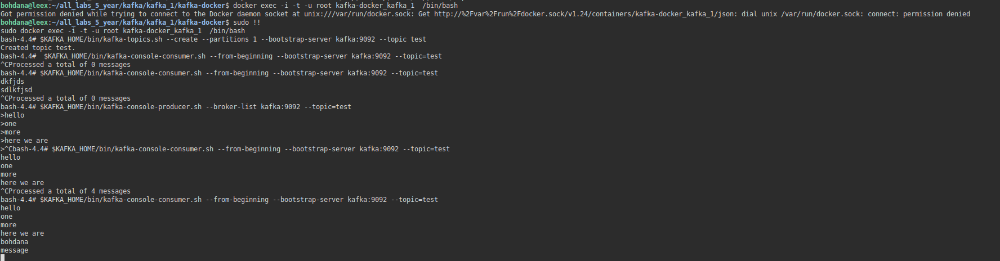 bohdana@leex:~/all_labs_5_year/kafka/kafka_1/kafka-docker$ docker exec -i -t -u root kafka-docker_kafka_1  /bin/bash
Got permission denied while trying to connect to the Docker daemon socket at unix:///var/run/docker.sock: Get http://%2Fvar%2Frun%2Fdocker.sock/v1.24/containers/kafka-docker_kafka_1/json: dial unix /var/run/docker.sock: connect: permission denied
bohdana@leex:~/all_labs_5_year/kafka/kafka_1/kafka-docker$ sudo !!
sudo docker exec -i -t -u root kafka-docker_kafka_1  /bin/bash
bash-4.4# $KAFKA_HOME/bin/kafka-topics.sh --create --partitions 1 --bootstrap-server kafka:9092 --topic test
Created topic test.
bash-4.4#  $KAFKA_HOME/bin/kafka-console-consumer.sh --from-beginning --bootstrap-server kafka:9092 --topic=test
^CProcessed a total of 0 messages
bash-4.4# $KAFKA_HOME/bin/kafka-console-consumer.sh --from-beginning --bootstrap-server kafka:9092 --topic=test
dkfjds
sdlkfjsd
^CProcessed a total of 0 messages
bash-4.4# $KAFKA_HOME/bin/kafka-console-producer.sh --broker-list kafka:9092 --topic=test
>hello
>one
>more
>here we are
>^Cbash-4.4# $KAFKA_HOME/bin/kafka-console-consumer.sh --from-beginning --bootstrap-server kafka:9092 --topic=test
hello
one
more
here we are
^CProcessed a total of 4 messages
bash-4.4# $KAFKA_HOME/bin/kafka-console-consumer.sh --from-beginning --bootstrap-server kafka:9092 --topic=test
hello
one
more
here we are
bohdana
message